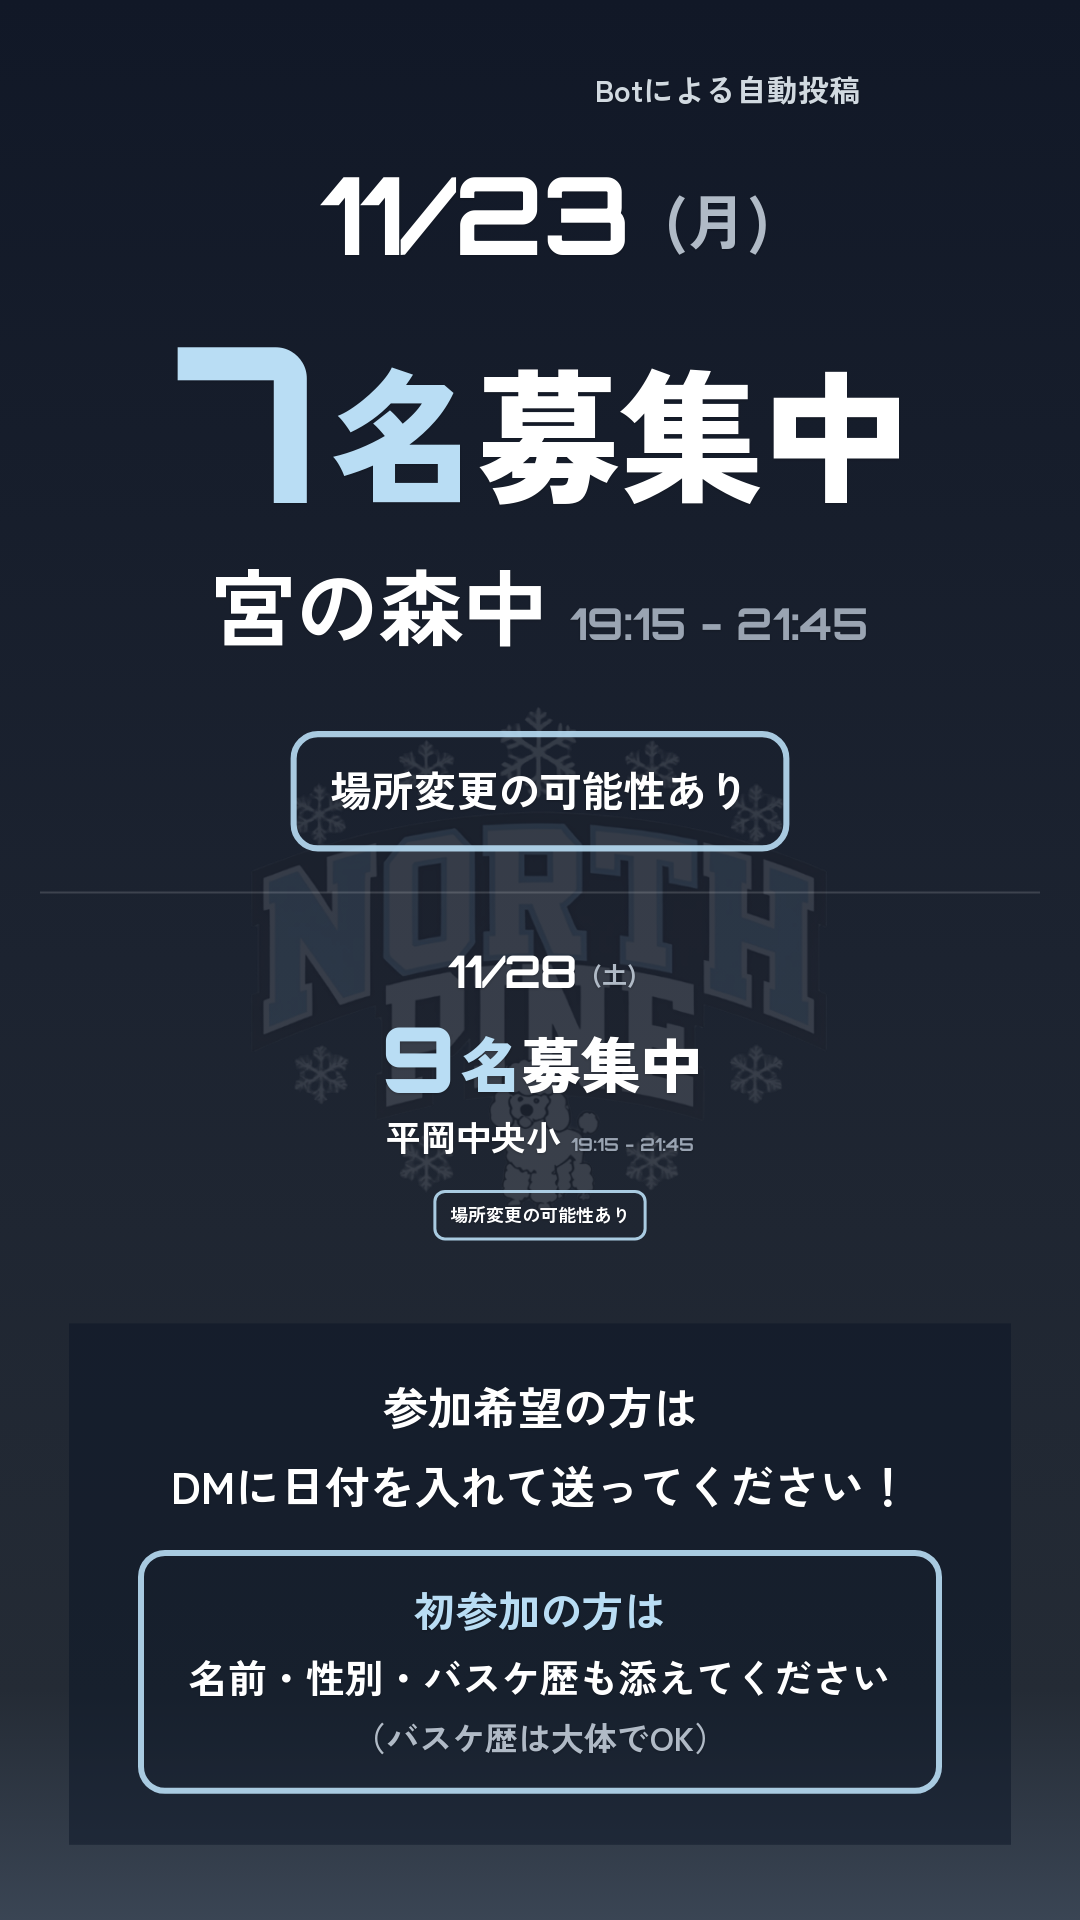 Botによる自動投稿
11/23 (月)
7名募集中
宮の森中 19:15 - 21:45
場所変更の可能性あり
NORTH
PINE
11/28 (土)
9名募集中
平岡中央小 19:15 - 21:45
場所変更の可能性あり
参加希望の方は
DMに日付を入れて送ってください！
初参加の方は
名前・性別・バスケ歴も添えてください
（バスケ歴は大体でOK）